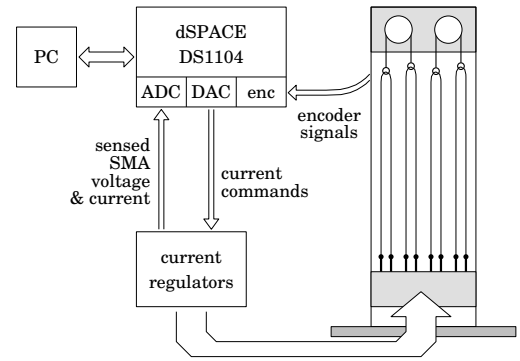 PC
dSPACE
DS1104
ADC
DAC
enc
encoder
signals
sensed
SMA
voltage
& current
current
commands
current
regulators